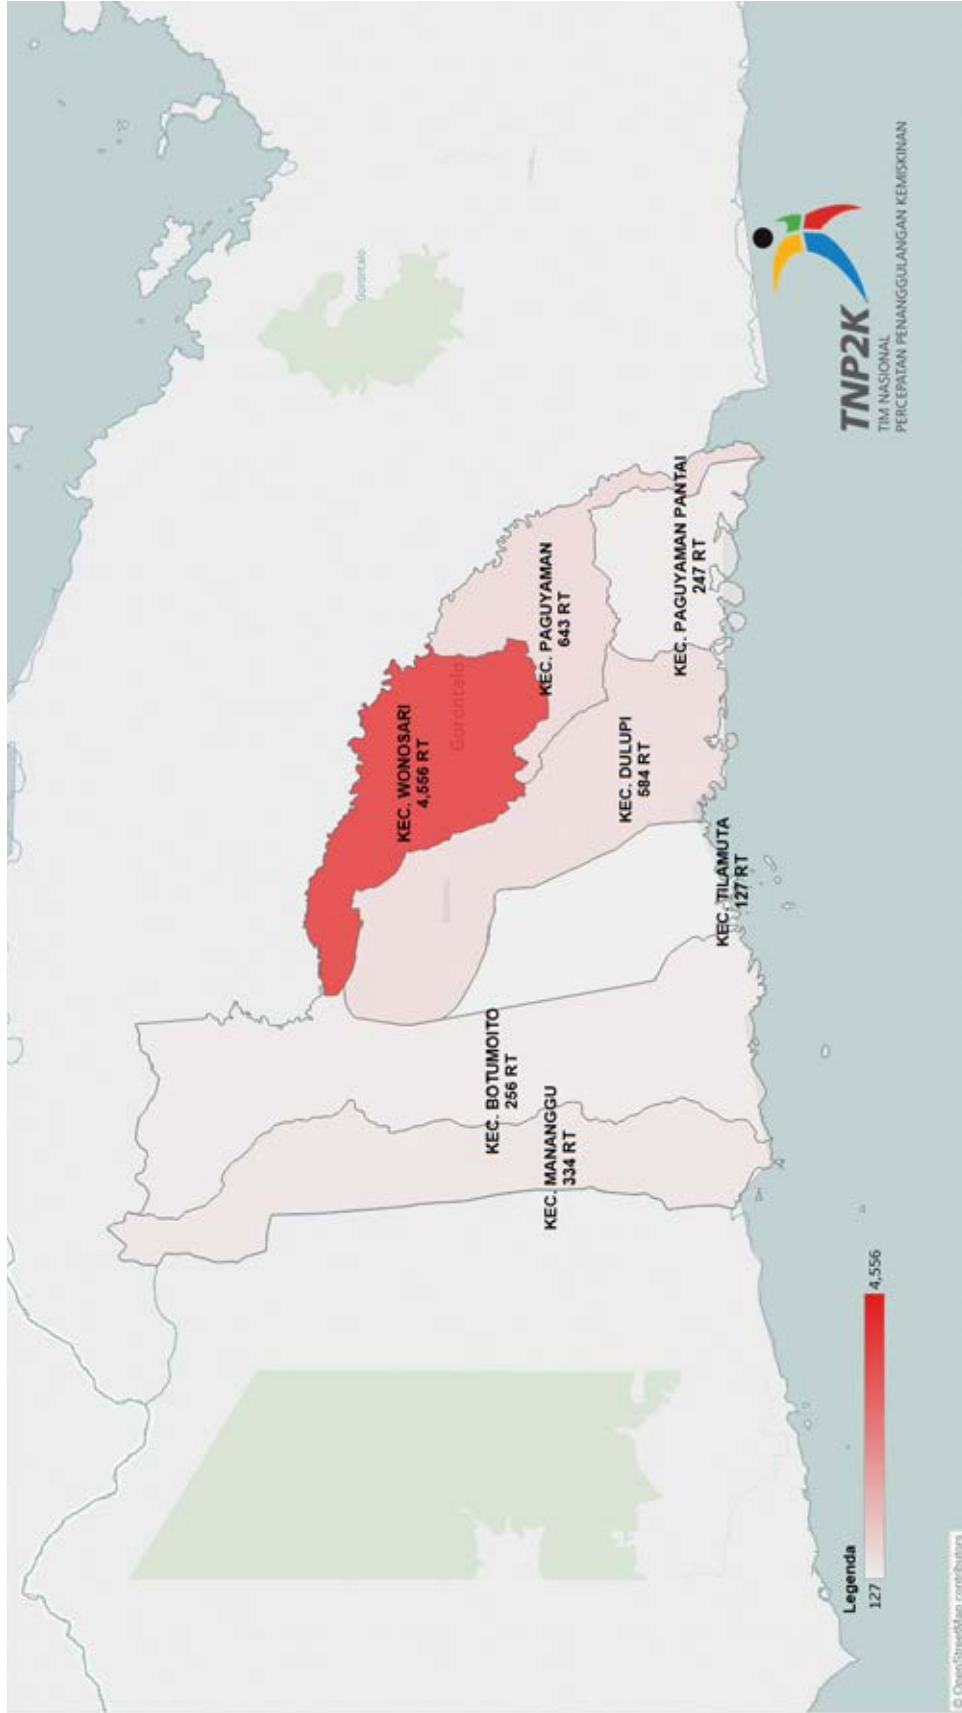 KEC. WONOSARI
4,556 RT
Gorontalo
KEC. PAGUYAMAN
643 RT
KEC. DULUPI
584 RT
KEC. PAGUYAMAN PANTAI
247 RT
KEC. TILAMUTA
127 RT
KEC. BOTUMOITO
256 RT
KEC. MANANGGU
334 RT
Gorontalo
Legenda
127
4,556
TNP2K
TIM NASIONAL
PERCEPATAN PENANGGULANGAN KEMISKINAN
© OpenStreetMap contributors